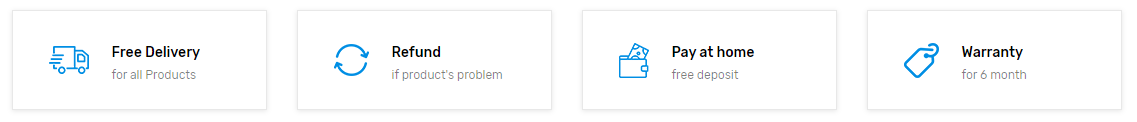 Free Delivery
for all Products
Refund
if product's problem
Pay at home
free deposit
Warranty
for 6 month